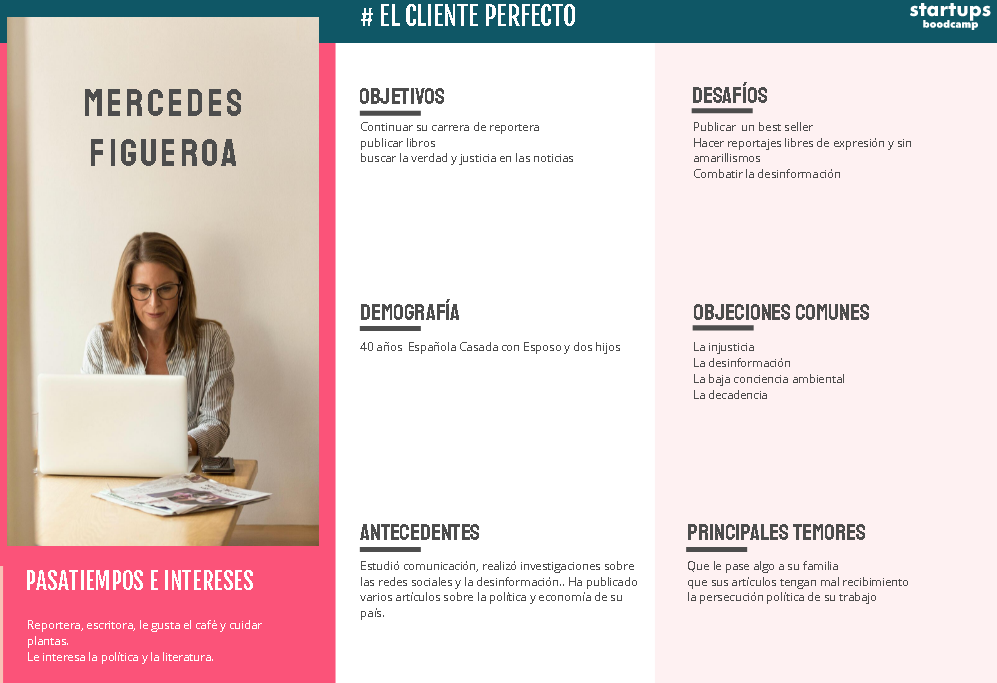 # EL CLIENTE PERFECTO
startups
boodcamp
MERCEDES
FIGUEROA
PASATIEMPOS E INTERESES
Reportera, escritora, le gusta el café y cuidar
plantas.
Le interesa la política y la literatura.
OBJETIVOS
Continuar su carrera de reportera
publicar libros
buscar la verdad y justicia en las noticias
DEMOGRAFÍA
40 años Española Casada con Esposo y dos hijos
ANTECEDENTES
Estudió comunicación, realizó investigaciones sobre
las redes sociales y la desinformación.. Ha publicado
varios artículos sobre la política y economía de su
país.
DESAFÍOS
Publicar un best seller
Hacer reportajes libres de expresión y sin
amarillismos
Combatir la desinformación
OBJECIONES COMUNES
La injusticia
La desinformación
La baja conciencia ambiental
La decadencia
PRINCIPALES TEMORES
Que le pase algo a su familia
que sus artículos tengan mal recibimiento
la persecución política de su trabajo